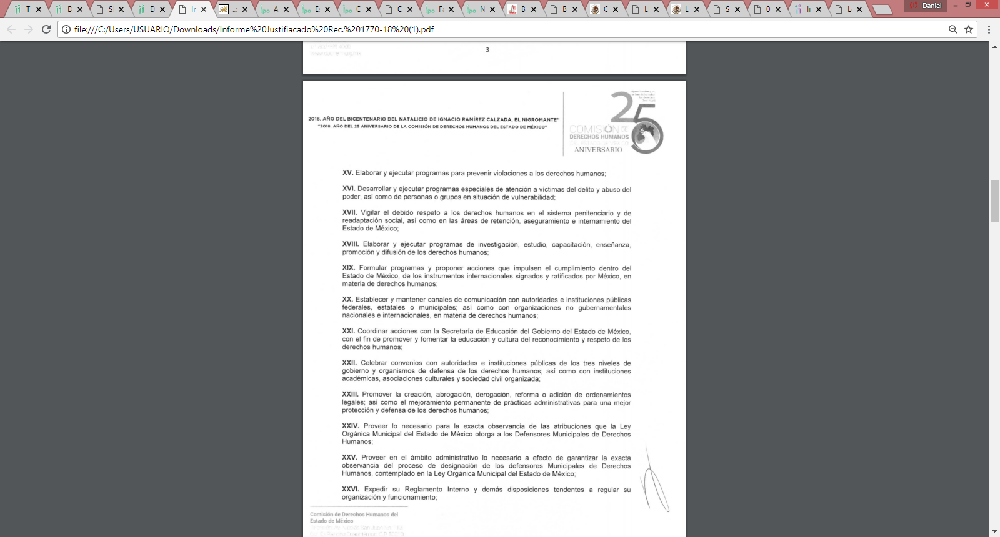 T
D
S
D
In
..:
A
E
C
C
F
N
B
B
C
L
L
S
0
In
L
Daniel
file:///C:/Users/USUARIO/Downloads/Informe%20Justifiacado%20Rec.%201770-18%20(1).pdf
3
2018. AÑO DEL BICENTENARIO DEL NATALICIO DE IGNACIO RAMÍREZ CALZADA, EL NIGROMANTE"
"2018. AÑO DEL 25 ANIVERSARIO DE LA COMISIÓN DE DERECHOS HUMANOS DEL ESTADO DE MÉXICO"
25
COMISIÓN DE
DERECHOS HUMANOS
DEL ESTADO DE MÉXICO
ANIVERSARIO
XV. Elaborar y ejecutar programas para prevenir violaciones a los derechos humanos;
XVI. Desarrollar y ejecutar programas especiales de atención a víctimas del delito y abuso del
poder, así como de personas o grupos en situación de vulnerabilidad;
XVII. Vigilar el debido respeto a los derechos humanos en el sistema penitenciario y de
readaptación social, así como en las áreas de retención, aseguramiento e internamiento del
Estado de México;
XVIII. Elaborar y ejecutar programas de investigación, estudio, capacitación, enseñanza,
promoción y difusión de los derechos humanos;
XIX. Formular programas y proponer acciones que impulsen el cumplimiento dentro del
Estado de México, de los instrumentos internacionales signados y ratificados por México, en
materia de derechos humanos;
XX. Establecer y mantener canales de comunicación con autoridades e instituciones públicas
federales, estatales o municipales; así como con organizaciones no gubernamentales
nacionales e internacionales, en materia de derechos humanos;
XXI. Coordinar acciones con la Secretaría de Educación del Gobierno del Estado de México,
con el fin de promover y fomentar la educación y cultura del reconocimiento y respeto de los
derechos humanos;
XXII. Celebrar convenios con autoridades e instituciones públicas de los tres niveles de
gobierno y organismos de defensa de los derechos humanos; así como con instituciones
académicas, asociaciones culturales y sociedad civil organizada;
XXIII. Promover la creación, abrogación, derogación, reforma o adición de ordenamientos
legales; así como el mejoramiento permanente de prácticas administrativas para una mejor
protección y defensa de los derechos humanos;
XXIV. Proveer lo necesario para la exacta observancia de las atribuciones que la Ley
Orgánica Municipal del Estado de México otorga a los Defensores Municipales de Derechos
Humanos;
XXV. Proveer en el ámbito administrativo lo necesario a efecto de garantizar la exacta
observancia del proceso de designación de los defensores Municipales de Derechos
Humanos, contemplado en la Ley Orgánica Municipal del Estado de México;
XXVI. Expedir su Reglamento Interno y demás disposiciones tendentes a regular su
organización y funcionamiento;
Comisión de Derechos Humanos del
Estado de México